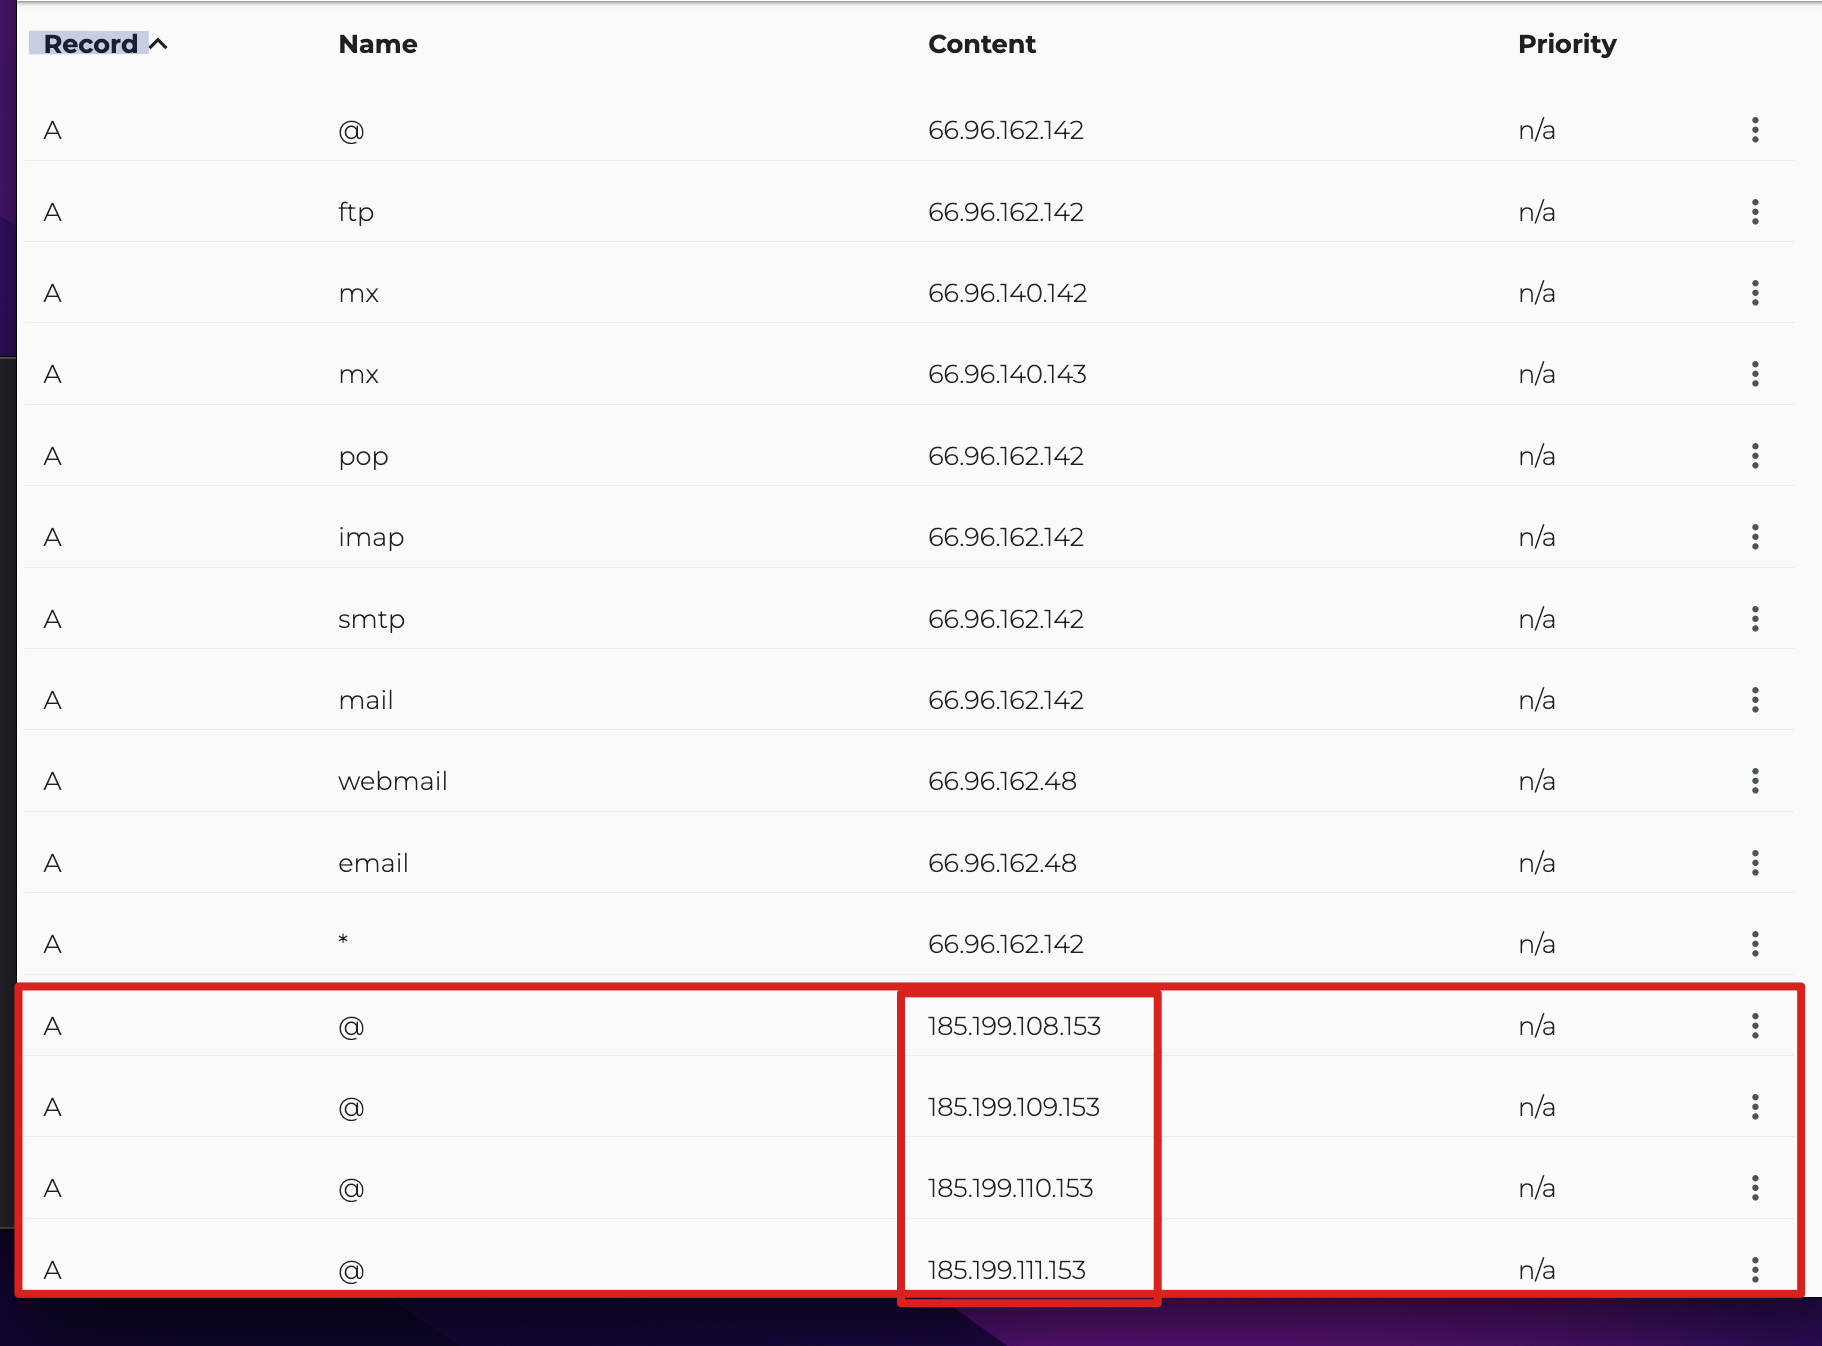 Record Name Content Priority
A @ 66.96.162.142 n/a
A ftp 66.96.162.142 n/a
A mx 66.96.140.142 n/a
A mx 66.96.140.143 n/a
A pop 66.96.162.142 n/a
A imap 66.96.162.142 n/a
A smtp 66.96.162.142 n/a
A mail 66.96.162.142 n/a
A webmail 66.96.162.48 n/a
A email 66.96.162.48 n/a
A * 66.96.162.142 n/a
A @ 185.199.108.153 n/a
A @ 185.199.109.153 n/a
A @ 185.199.110.153 n/a
A @ 185.199.111.153 n/a